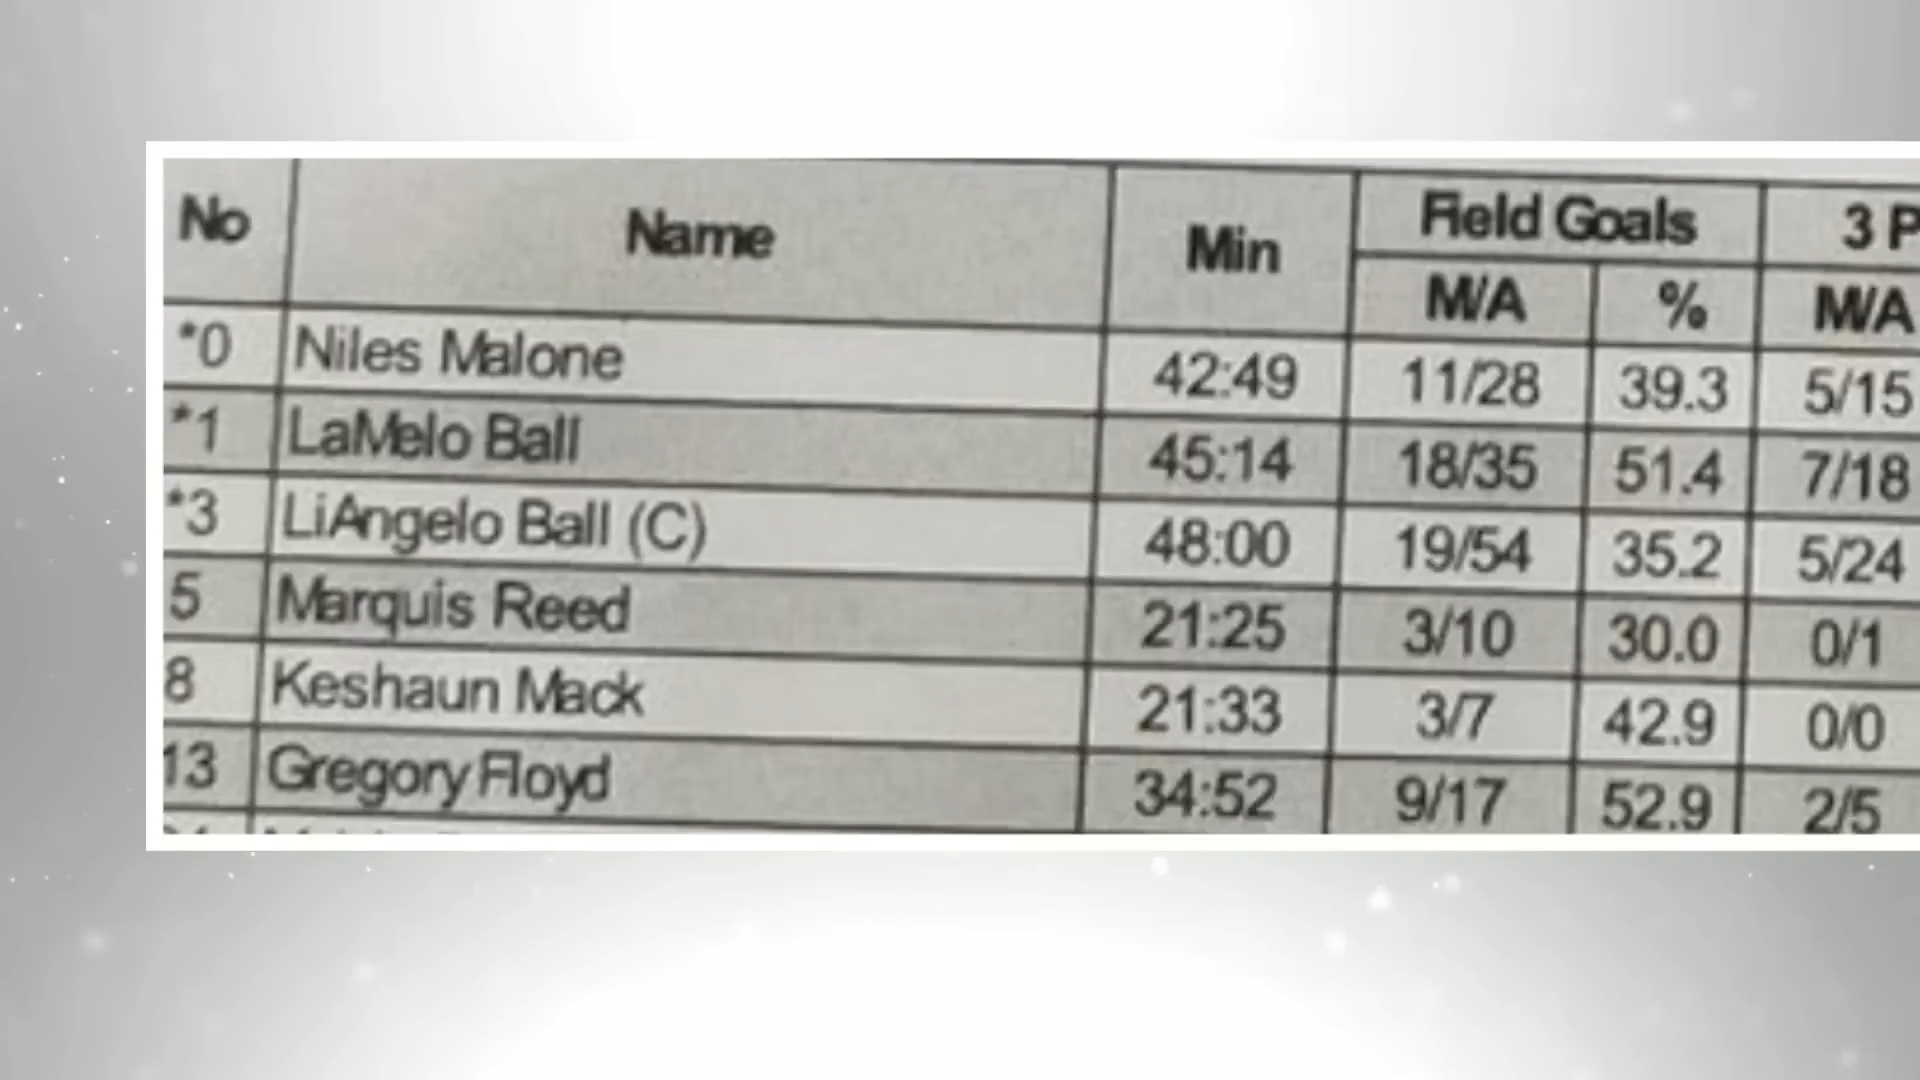 No Name Min Field Goals 3 P
M/A % M/A
*0 Niles Malone 42:49 11/28 39.3 5/15
*1 LaMelo Ball 45:14 18/35 51.4 7/18
*3 LiAngelo Ball (C) 48:00 19/54 35.2 5/24
5 Marquis Reed 21:25 3/10 30.0 0/1
8 Keshaun Mack 21:33 3/7 42.9 0/0
13 Gregory Floyd 34:52 9/17 52.9 2/5